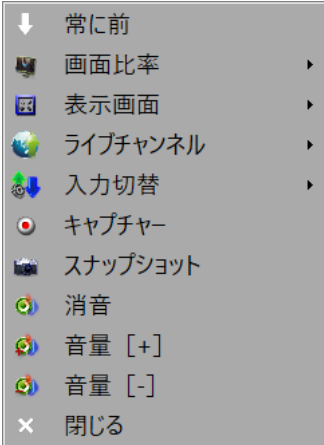 常に前
画面比率
表示画面
ライブチャンネル
入力切替
キャプチャー
スナップショット
消音
音量 [+]
音量 [-]
閉じる